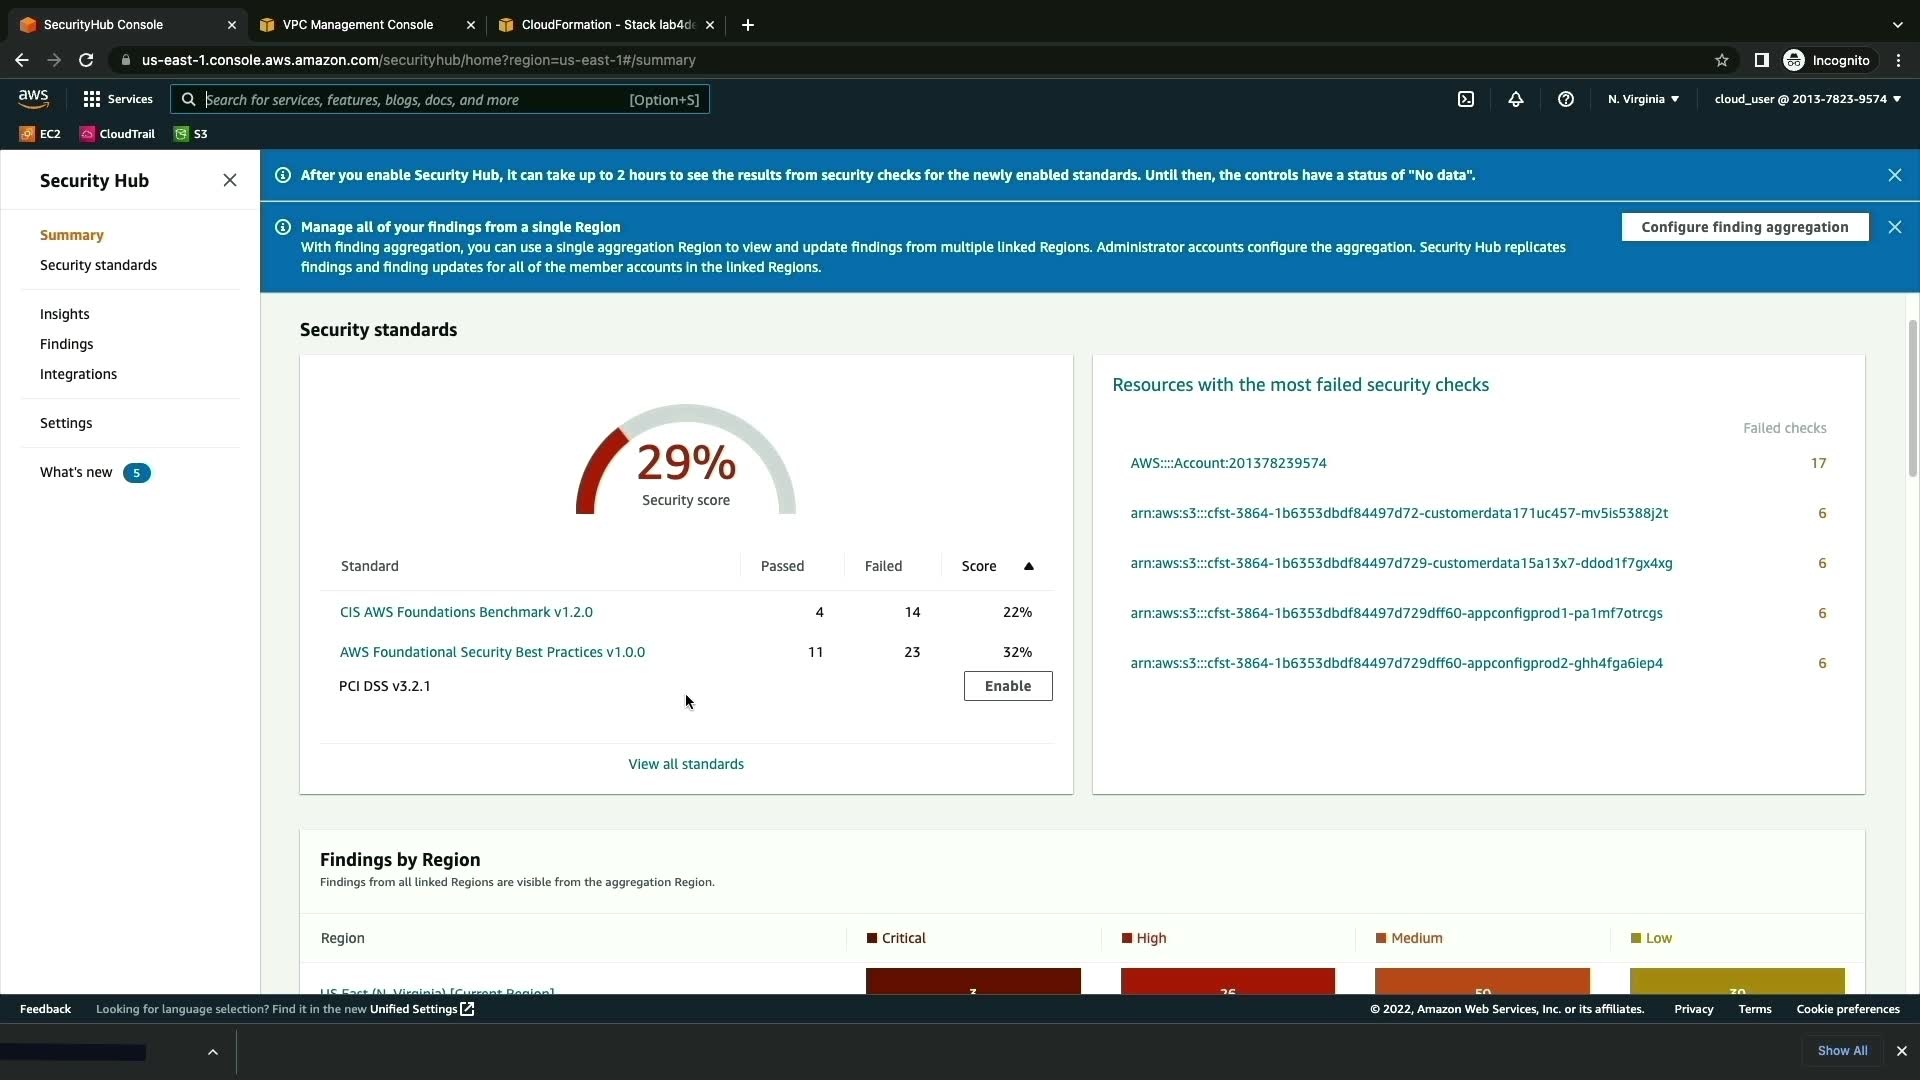 SecurityHub Console
VPC Management Console
CloudFormation - Stack lab4de
us-east-1.console.aws.amazon.com/securityhub/home?region=us-east-1#/summary
Incognito
aws
Services
Search for services, features, blogs, docs, and more
[Option+S]
N. Virginia
cloud_user @ 2013-7823-9574
EC2
CloudTrail
S3
Security Hub
Summary
Security standards
Insights
Findings
Integrations
Settings
What's new 5
After you enable Security Hub, it can take up to 2 hours to see the results from security checks for the newly enabled standards. Until then, the controls have a status of "No data".
Manage all of your findings from a single Region
With finding aggregation, you can use a single aggregation Region to view and update findings from multiple linked Regions. Administrator accounts configure the aggregation. Security Hub replicates
findings and finding updates for all of the member accounts in the linked Regions.
Configure finding aggregation
Security standards
29%
Security score
Standard Passed Failed Score
CIS AWS Foundations Benchmark v1.2.0 4 14 22%
AWS Foundational Security Best Practices v1.0.0 11 23 32%
PCI DSS v3.2.1 Enable
View all standards
Resources with the most failed security checks
Failed checks
AWS::::Account:201378239574 17
arn:aws:s3:::cfst-3864-1b6353dbdf84497d72-customerdata171uc457-mv5is5388j2t 6
arn:aws:s3:::cfst-3864-1b6353dbdf84497d729-customerdata15a13x7-ddod1f7gx4xg 6
arn:aws:s3:::cfst-3864-1b6353dbdf84497d729dff60-appconfigprod1-pa1mf7otrcgs 6
arn:aws:s3:::cfst-3864-1b6353dbdf84497d729dff60-appconfigprod2-ghh4fga6iep4 6
Findings by Region
Findings from all linked Regions are visible from the aggregation Region.
Region Critical High Medium Low
US East (N. Virginia) [Current Region] 3 26 50
Feedback
Looking for language selection? Find it in the new Unified Settings
© 2022, Amazon Web Services, Inc. or its affiliates.
Privacy
Terms
Cookie preferences
Show All